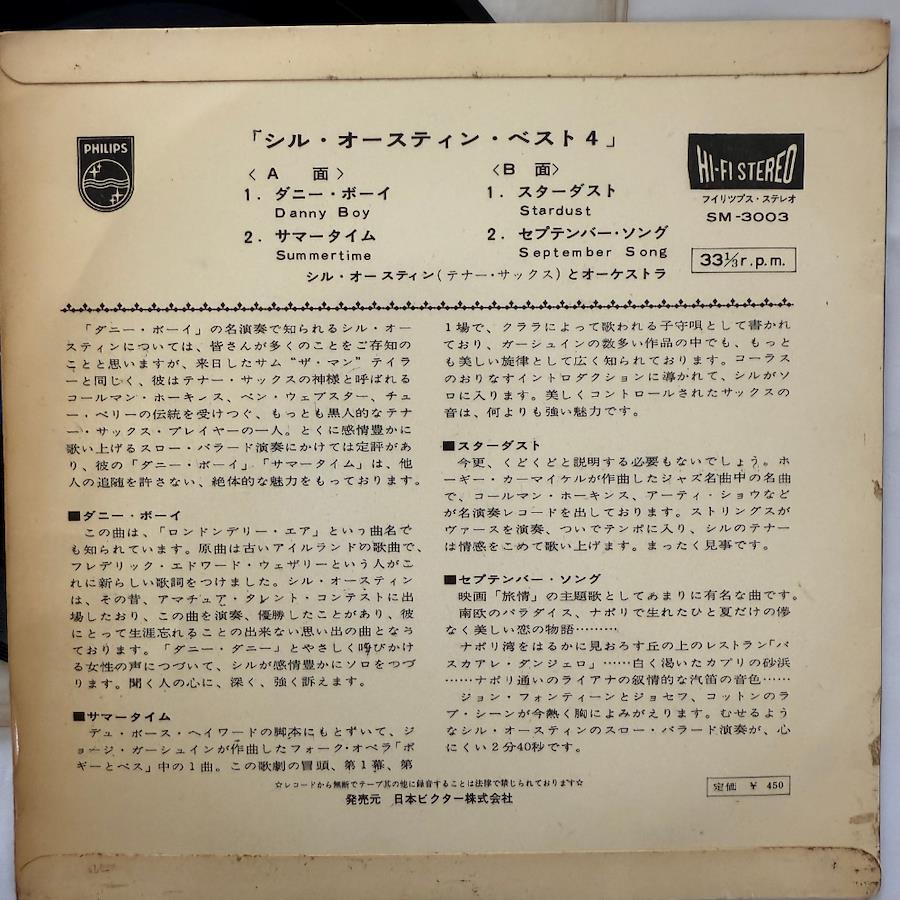 PHILIPS
「シル・オースティン・ベスト4」
〈A 面〉
1. ダニー・ボーイ
Danny Boy
2. サマータイム
Summertime
〈B 面〉
1. スターダスト
Stardust
2. セプテンバー・ソング
September Song
シル・オースティン(テナー・サックス)とオーケストラ
HI-FI STEREO
フイリップス・ステレオ
SM-3003
33⅓r.p.m.
「ダニー・ボーイ」の名演奏で知られるシル・オー
スティンについては、皆さんが多くのことをご存知の
ことと思いますが、来日したサム“ザ・マン”テイラ
ーと同じく、彼はテナー・サックスの神様と呼ばれる
コールマン・ホーキンス、ベン・ウェブスター、チュ
ー・ベリーの伝統を受けつぐ、もっとも黒人的なテナ
ー・サックス・プレイヤーの一人。とくに感情豊かに
歌い上げるスロー・バラード演奏にかけては定評があ
り、彼の「ダニー・ボーイ」「サマータイム」は、他
人の追随を許さない、絶体的な魅力をもっております。
■ダニー・ボーイ
この曲は、「ロンドンデリー・エア」という曲名で
も知られています。原曲は古いアイルランドの歌曲で、
フレデリック・エドワード・ウェザリーという人がこ
れに新らしい歌詞をつけました。シル・オースティン
は、その昔、アマチュア・タレント・コンテストに出
場したおり、この曲を演奏、優勝したことがあり、彼
にとって生涯忘れることの出来ない思い出の曲となっ
ております。「ダニー・ダニー」とやさしく呼びかけ
る女性の声につづいて、シルが感情豊かにソロをつづ
ります。聞く人の心に、深く、強く訴えます。
■サマータイム
デュ・ボース・ヘイワードの脚本にもとずいて、ジ
ョージ・ガーシュインが作曲したフォーク・オペラ「ポ
ギーとベス」中の1曲。この歌劇の冒頭、第1幕、第
1場で、クララによって歌われる子守唄として書かれ
ており、ガーシュインの数多い作品の中でも、もっと
も美しい旋律として広く知られております。コーラス
のおりなすイントロダクションに導かれて、シルがソ
ロに入ります。美しくコントロールされたサックスの
音は、何よりも強い魅力です。
■スターダスト
今更、くどくどと説明する必要もないでしょう。ホ
ーギー・カーマイケルが作曲したジャズ名曲中の名曲
で、コールマン・ホーキンス、アーティ・ショウなど
が名演奏レコードを出しております。ストリングスが
ヴァースを演奏、ついでテンポに入り、シルのテナー
は情感をこめて歌い上げます。まったく見事です。
■セプテンバー・ソング
映画「旅情」の主題歌としてあまりに有名な曲です。
南欧のパラダイス、ナポリで生れたひと夏だけの儚
なく美しい恋の物語………
ナポリ湾をはるかに見おろす丘の上のレストラン「バ
スカアレ・ダンジェロ」……白く渇いたカプリの砂浜
……ナポリ通いのライアナの叙情的な汽笛の音色……
ジョン・フォンティーンとジョセフ、コットンのラ
ブ・シーンが今熱く胸によみがえります。むせるよう
なシル・オースティンのスロー・バラード演奏が、心
にくい2分40秒です。
☆レコードから無断でテープ其の他に録音することは法律で禁じられております☆
発売元 日本ビクター株式会社
定価 ¥ 450